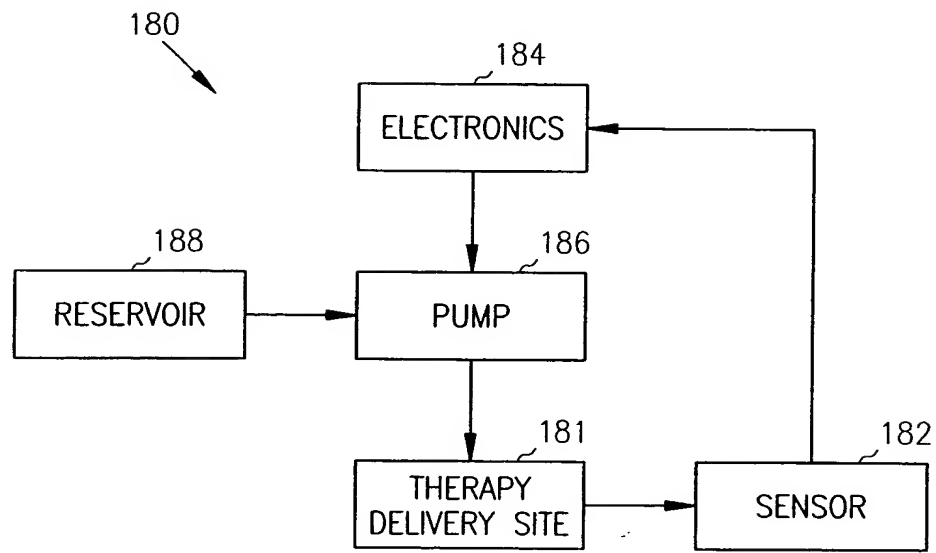 180
184
ELECTRONICS
188
RESERVOIR
186
PUMP
181
THERAPY
DELIVERY SITE
182
SENSOR